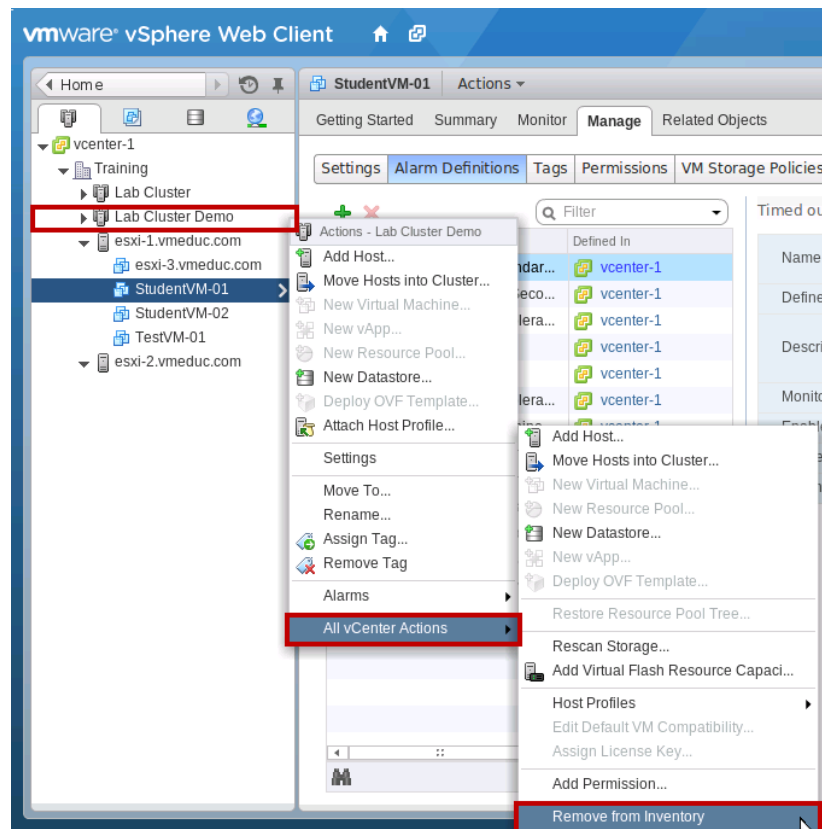 vmware® vSphere Web Client
Home
StudentVM-01 Actions
Getting Started Summary Monitor Manage Related Objects
vcenter-1
Training
Lab Cluster
Lab Cluster Demo
esxi-1.vmeduc.com
esxi-3.vmeduc.com
StudentVM-01
StudentVM-02
TestVM-01
esxi-2.vmeduc.com
Settings Alarm Definitions Tags Permissions VM Storage Policies
Filter
Timed ou
Defined In
ndar... vcenter-1
Seco... vcenter-1
lera... vcenter-1
vcenter-1
vcenter-1
lera... vcenter-1
Name
Define
Descri
Monito
Actions - Lab Cluster Demo
Add Host...
Move Hosts into Cluster...
New Virtual Machine...
New vApp...
New Resource Pool...
New Datastore...
Deploy OVF Template...
Attach Host Profile...
Settings
Move To...
Rename...
Assign Tag...
Remove Tag
Alarms
All vCenter Actions
Add Host...
Move Hosts into Cluster...
New Virtual Machine...
New Resource Pool...
New Datastore...
New vApp...
Deploy OVF Template...
Restore Resource Pool Tree...
Rescan Storage...
Add Virtual Flash Resource Capaci...
Host Profiles
Edit Default VM Compatibility...
Assign License Key...
Add Permission...
Remove from Inventory